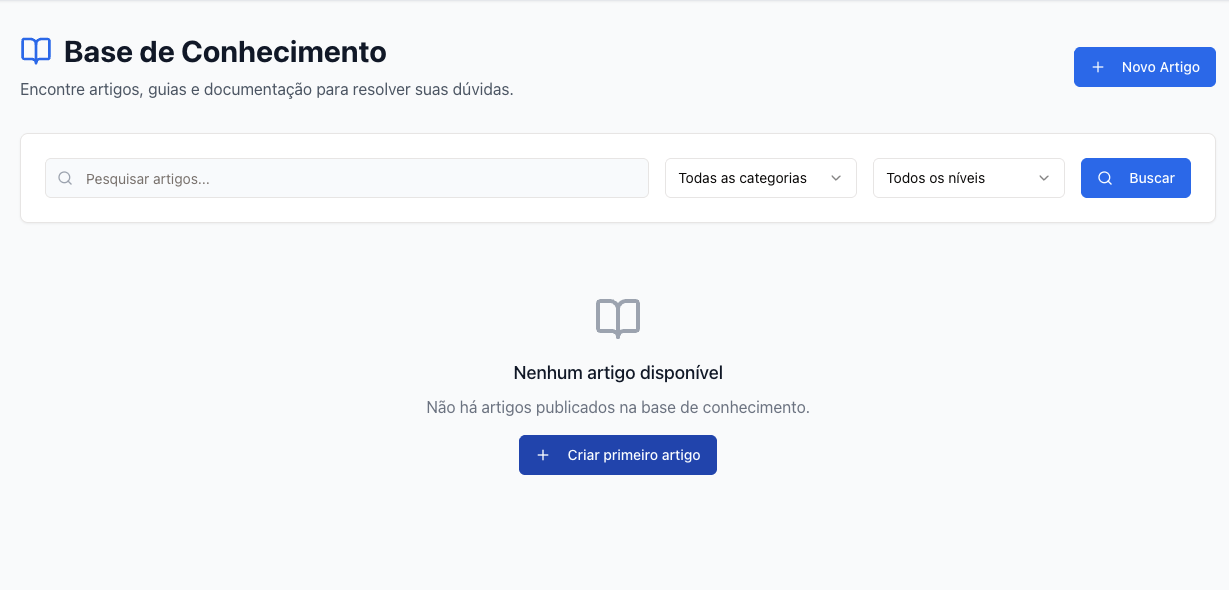 Base de Conhecimento
Encontre artigos, guias e documentação para resolver suas dúvidas.
Novo Artigo
Pesquisar artigos...
Todas as categorias
Todos os níveis
Buscar
Nenhum artigo disponível
Não há artigos publicados na base de conhecimento.
Criar primeiro artigo